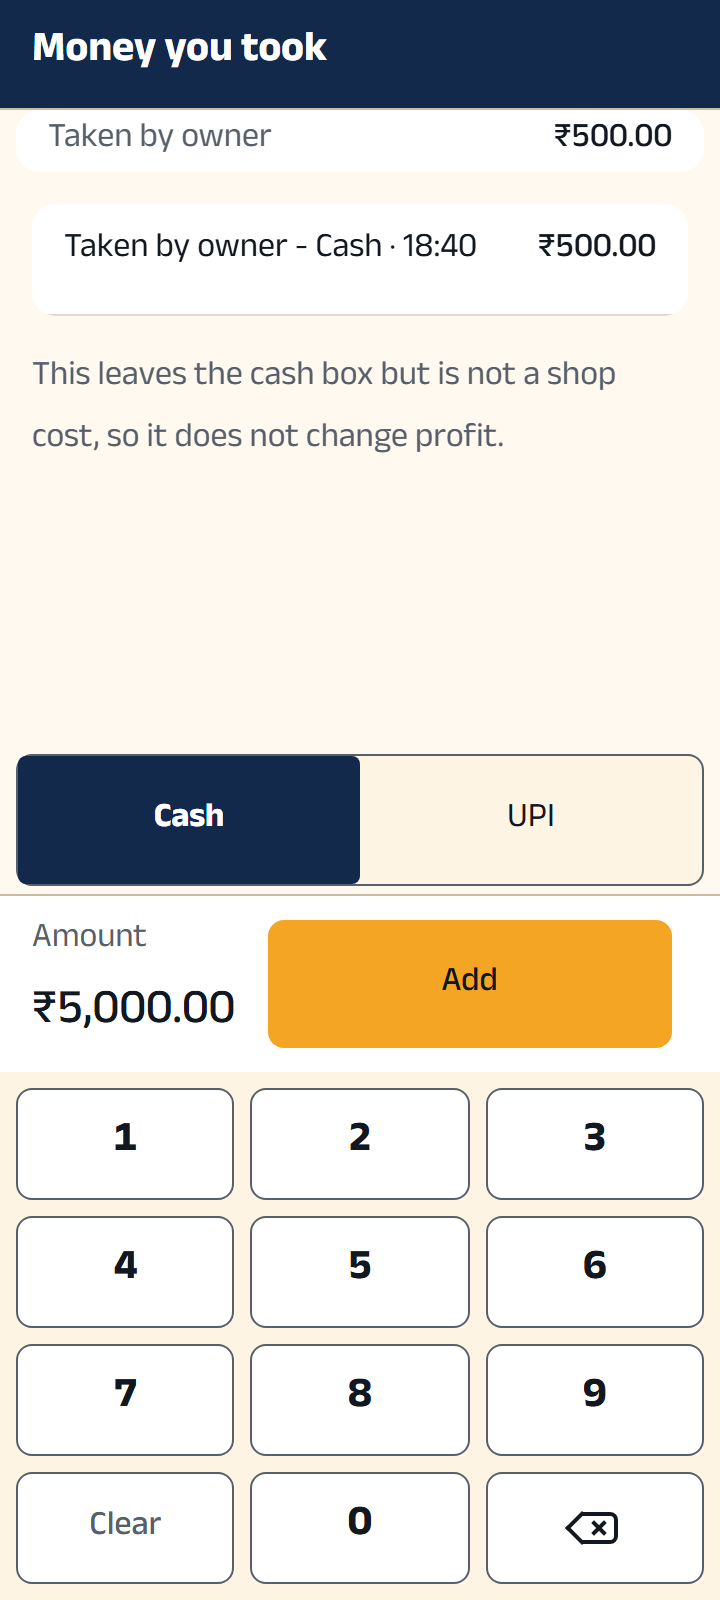 Money you took
Taken by owner ₹500.00
Taken by owner - Cash · 18:40 ₹500.00
This leaves the cash box but is not a shop
cost, so it does not change profit.
Cash UPI
Amount
₹5,000.00
Add
1 2 3
4 5 6
7 8 9
Clear 0